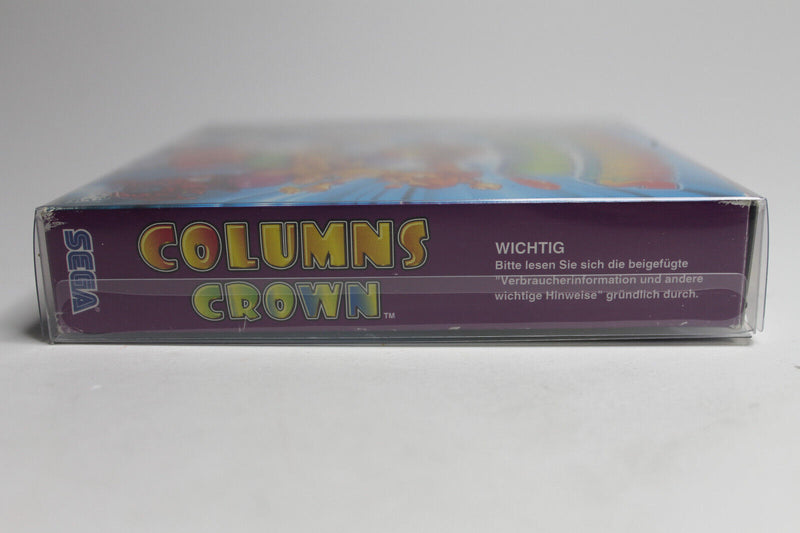 SEGA®
COLUMNS
CROWN™
WICHTIG
Bitte lesen Sie sich die beigefügte
"Verbraucherinformation und andere
wichtige Hinweise" gründlich durch.